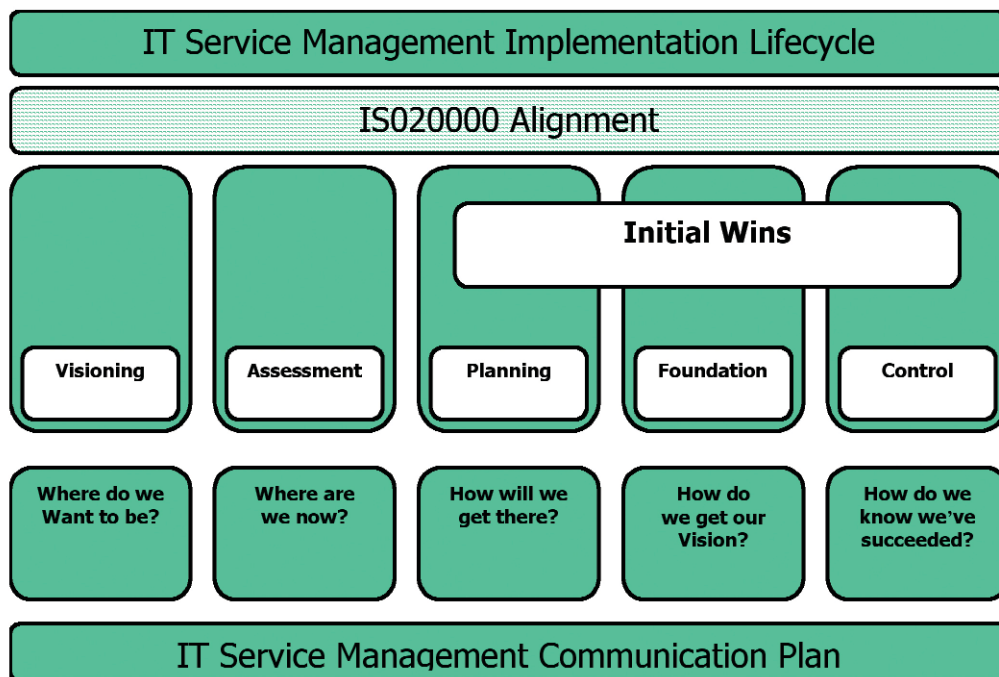 IT Service Management Implementation Lifecycle
IS020000 Alignment
Initial Wins
Visioning
Assessment
Planning
Foundation
Control
Where do we
Want to be?
Where are
we now?
How will we
get there?
How do
we get our
Vision?
How do we
know we’ve
succeeded?
IT Service Management Communication Plan